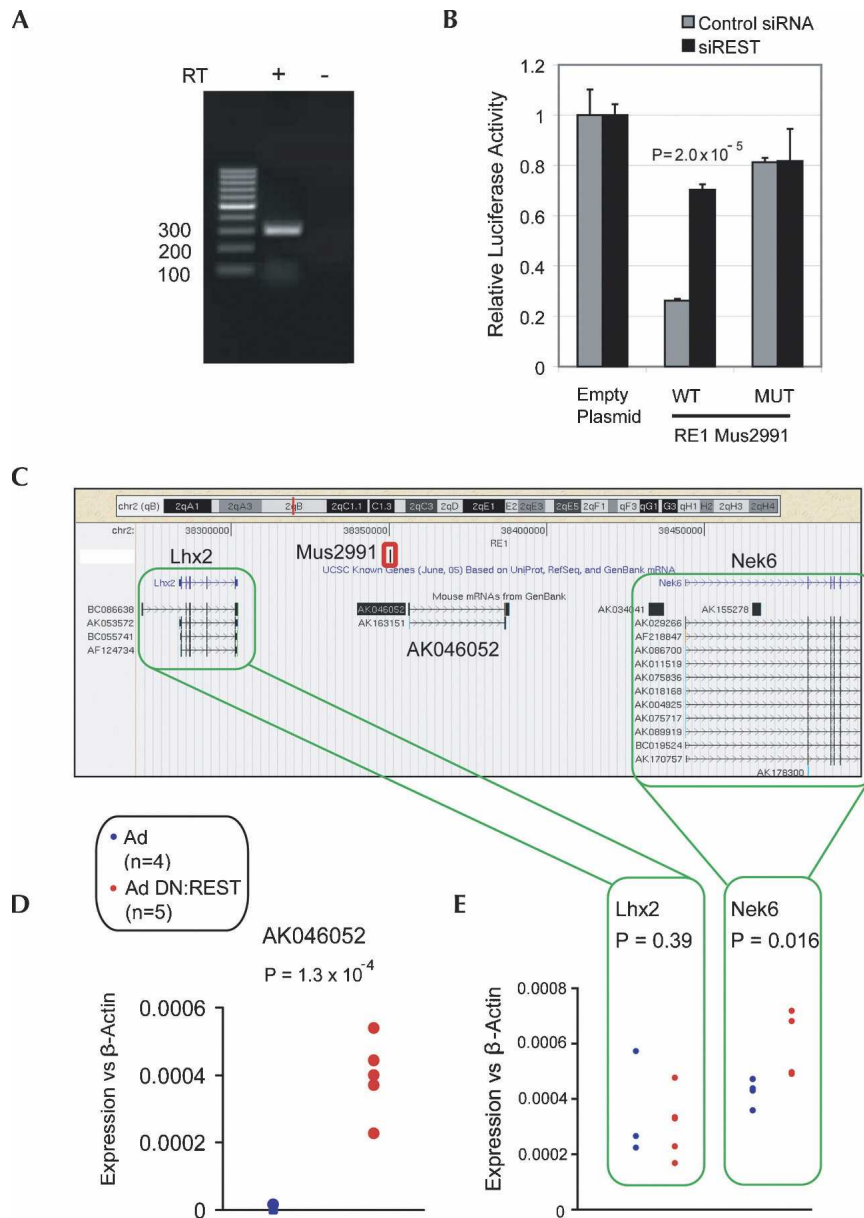 A
RT + -
300
200
100
B
Control siRNA
siREST
Relative Luciferase Activity
1.2
1
0.8
0.6
0.4
0.2
0
P=2.0 x 10-5
Empty Plasmid
WT
MUT
RE1 Mus2991
C
chr2 (qB) 2qA1 2qA3 2qB 2qC1.1 C1.3 2qC3 2qD 2qE1 E2 2qE3 2qE5 2qF1 qF3 qG1 G3 qH1 H2 2qH3 2qH4
chr2: 38300000 38350000 38400000 38450000
RE1
Lhx2
Mus2991
Nek6
UCSC Known Genes (June, 05) Based on UniProt, RefSeq, and GenBank mRNA
Lhx2
Nek6
Mouse mRNAs from GenBank
BC086638
AK053572
BC055741
AF124734
AK046052
AK163151
AK046052
AK034041
AK155278
AK029266
AF218847
AK086700
AK011519
AK075836
AK018168
AK004925
AK075717
AK089919
BC019524
AK170757
AK178300
Ad
(n=4)
Ad DN:REST
(n=5)
D
AK046052
P = 1.3 x 10-4
Expression vs β-Actin
0.0006
0.0004
0.0002
0
E
Lhx2
P = 0.39
Nek6
P = 0.016
Expression vs β-Actin
0.0008
0.0006
0.0004
0.0002
0